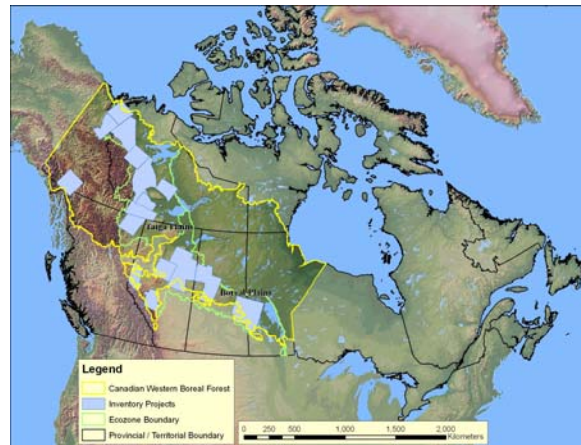 Taiga Plains
Boreal Plains
Legend
Canadian Western Boreal Forest
Inventory Projects
Ecozone Boundary
Provincial / Territorial Boundary
0 250 500 1,000 1,500 2,000
Kilometers